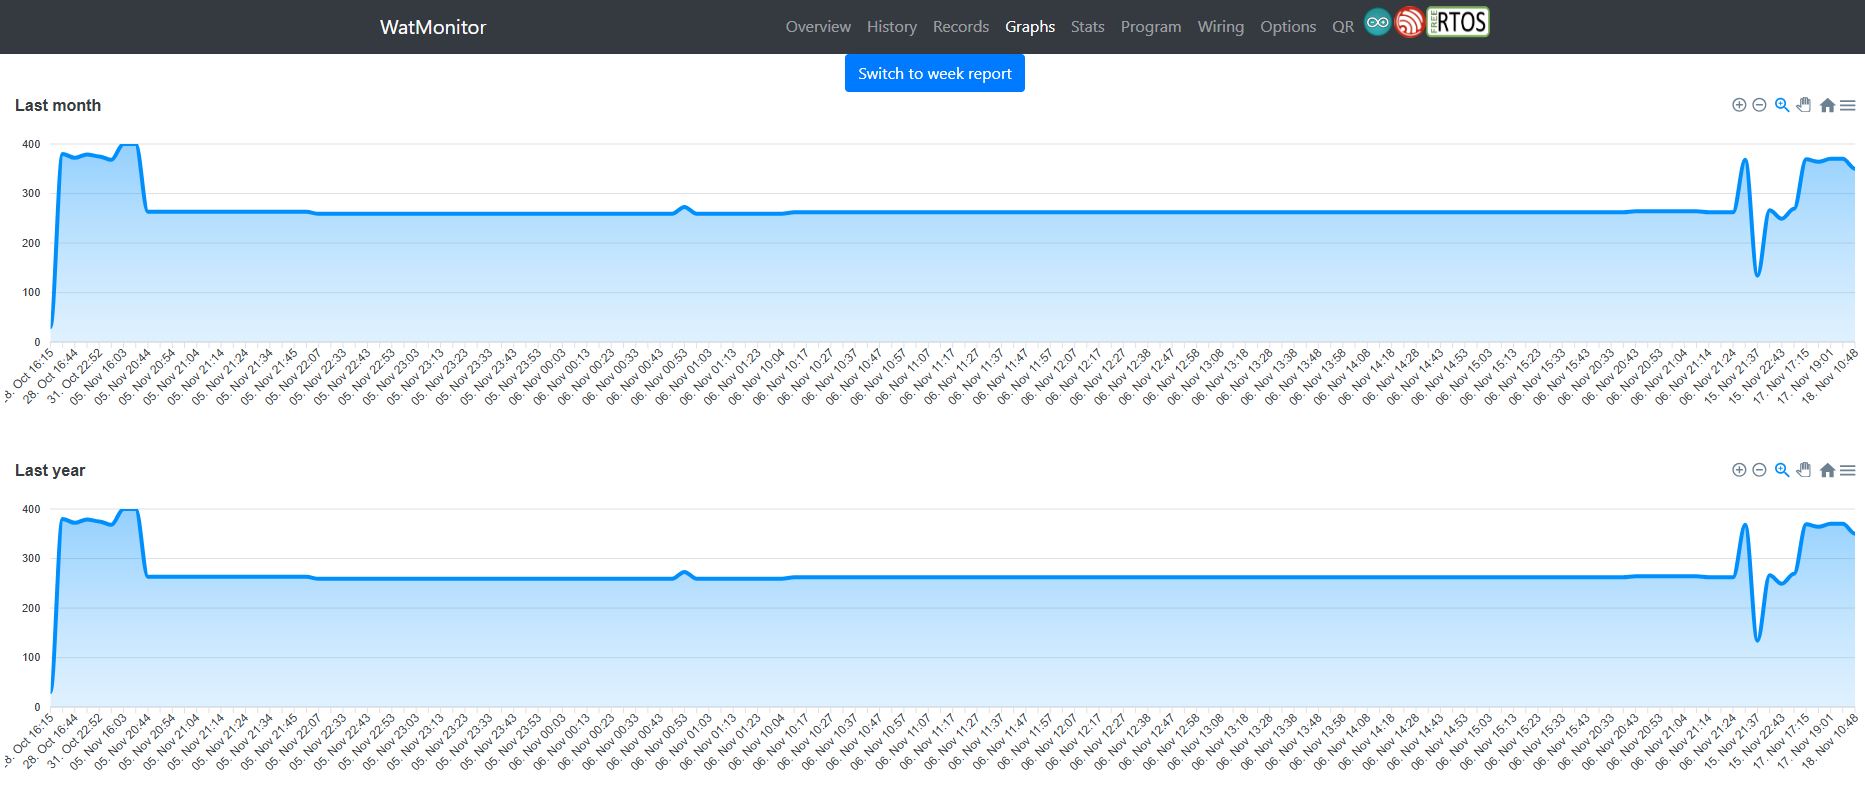 WatMonitor
Overview History Records Graphs Stats Program Wiring Options QR FREE RTOS
Switch to week report
Last month
400
300
200
100
0
28. Oct 16:15
28. Oct 16:44
31. Oct 22:52
05. Nov 16:03
05. Nov 20:44
05. Nov 20:54
05. Nov 21:04
05. Nov 21:14
05. Nov 21:24
05. Nov 21:34
05. Nov 21:45
05. Nov 22:07
05. Nov 22:33
05. Nov 22:43
05. Nov 22:53
05. Nov 23:03
05. Nov 23:13
05. Nov 23:23
05. Nov 23:33
05. Nov 23:43
05. Nov 23:53
06. Nov 00:03
06. Nov 00:13
06. Nov 00:23
06. Nov 00:33
06. Nov 00:43
06. Nov 00:53
06. Nov 01:03
06. Nov 01:13
06. Nov 01:23
06. Nov 10:04
06. Nov 10:17
06. Nov 10:27
06. Nov 10:37
06. Nov 10:47
06. Nov 10:57
06. Nov 11:07
06. Nov 11:17
06. Nov 11:27
06. Nov 11:37
06. Nov 11:47
06. Nov 11:57
06. Nov 12:07
06. Nov 12:17
06. Nov 12:27
06. Nov 12:38
06. Nov 12:48
06. Nov 12:58
06. Nov 13:08
06. Nov 13:18
06. Nov 13:28
06. Nov 13:38
06. Nov 13:48
06. Nov 13:58
06. Nov 14:08
06. Nov 14:18
06. Nov 14:28
06. Nov 14:43
06. Nov 14:53
06. Nov 15:03
06. Nov 15:13
06. Nov 15:23
06. Nov 15:33
06. Nov 15:43
06. Nov 20:33
06. Nov 20:43
06. Nov 20:53
06. Nov 21:04
06. Nov 21:14
06. Nov 21:24
15. Nov 21:37
15. Nov 22:43
17. Nov 17:15
17. Nov 19:01
18. Nov 10:48
Last year
400
300
200
100
0
28. Oct 16:15
28. Oct 16:44
31. Oct 22:52
05. Nov 16:03
05. Nov 20:44
05. Nov 20:54
05. Nov 21:04
05. Nov 21:14
05. Nov 21:24
05. Nov 21:34
05. Nov 21:45
05. Nov 22:07
05. Nov 22:33
05. Nov 22:43
05. Nov 22:53
05. Nov 23:03
05. Nov 23:13
05. Nov 23:23
05. Nov 23:33
05. Nov 23:43
05. Nov 23:53
06. Nov 00:03
06. Nov 00:13
06. Nov 00:23
06. Nov 00:33
06. Nov 00:43
06. Nov 00:53
06. Nov 01:03
06. Nov 01:13
06. Nov 01:23
06. Nov 10:04
06. Nov 10:17
06. Nov 10:27
06. Nov 10:37
06. Nov 10:47
06. Nov 10:57
06. Nov 11:07
06. Nov 11:17
06. Nov 11:27
06. Nov 11:37
06. Nov 11:47
06. Nov 11:57
06. Nov 12:07
06. Nov 12:17
06. Nov 12:27
06. Nov 12:38
06. Nov 12:48
06. Nov 12:58
06. Nov 13:08
06. Nov 13:18
06. Nov 13:28
06. Nov 13:38
06. Nov 13:48
06. Nov 13:58
06. Nov 14:08
06. Nov 14:18
06. Nov 14:28
06. Nov 14:43
06. Nov 14:53
06. Nov 15:03
06. Nov 15:13
06. Nov 15:23
06. Nov 15:33
06. Nov 15:43
06. Nov 20:33
06. Nov 20:43
06. Nov 20:53
06. Nov 21:04
06. Nov 21:14
06. Nov 21:24
15. Nov 21:37
15. Nov 22:43
17. Nov 17:15
17. Nov 19:01
18. Nov 10:48